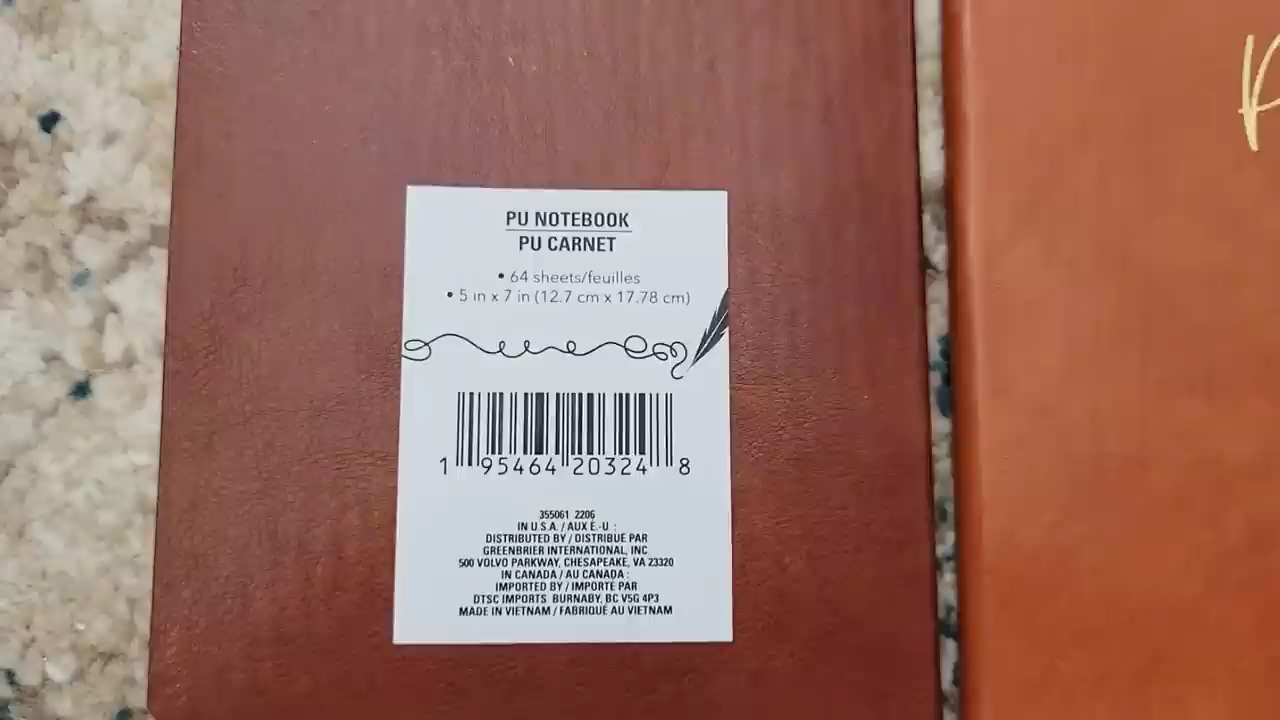 PU NOTEBOOK
PU CARNET
• 64 sheets/feuilles
• 5 in x 7 in (12.7 cm x 17.78 cm)
1 95464 20324 8
355061 2206
IN U.S.A. / AUX É.-U. :
DISTRIBUTED BY / DISTRIBUÉ PAR
GREENBRIER INTERNATIONAL, INC
500 VOLVO PARKWAY, CHESAPEAKE, VA 23320
IN CANADA / AU CANADA :
IMPORTED BY / IMPORTÉ PAR
DTSC IMPORTS BURNABY, BC V5G 4P3
MADE IN VIETNAM / FABRIQUÉ AU VIETNAM